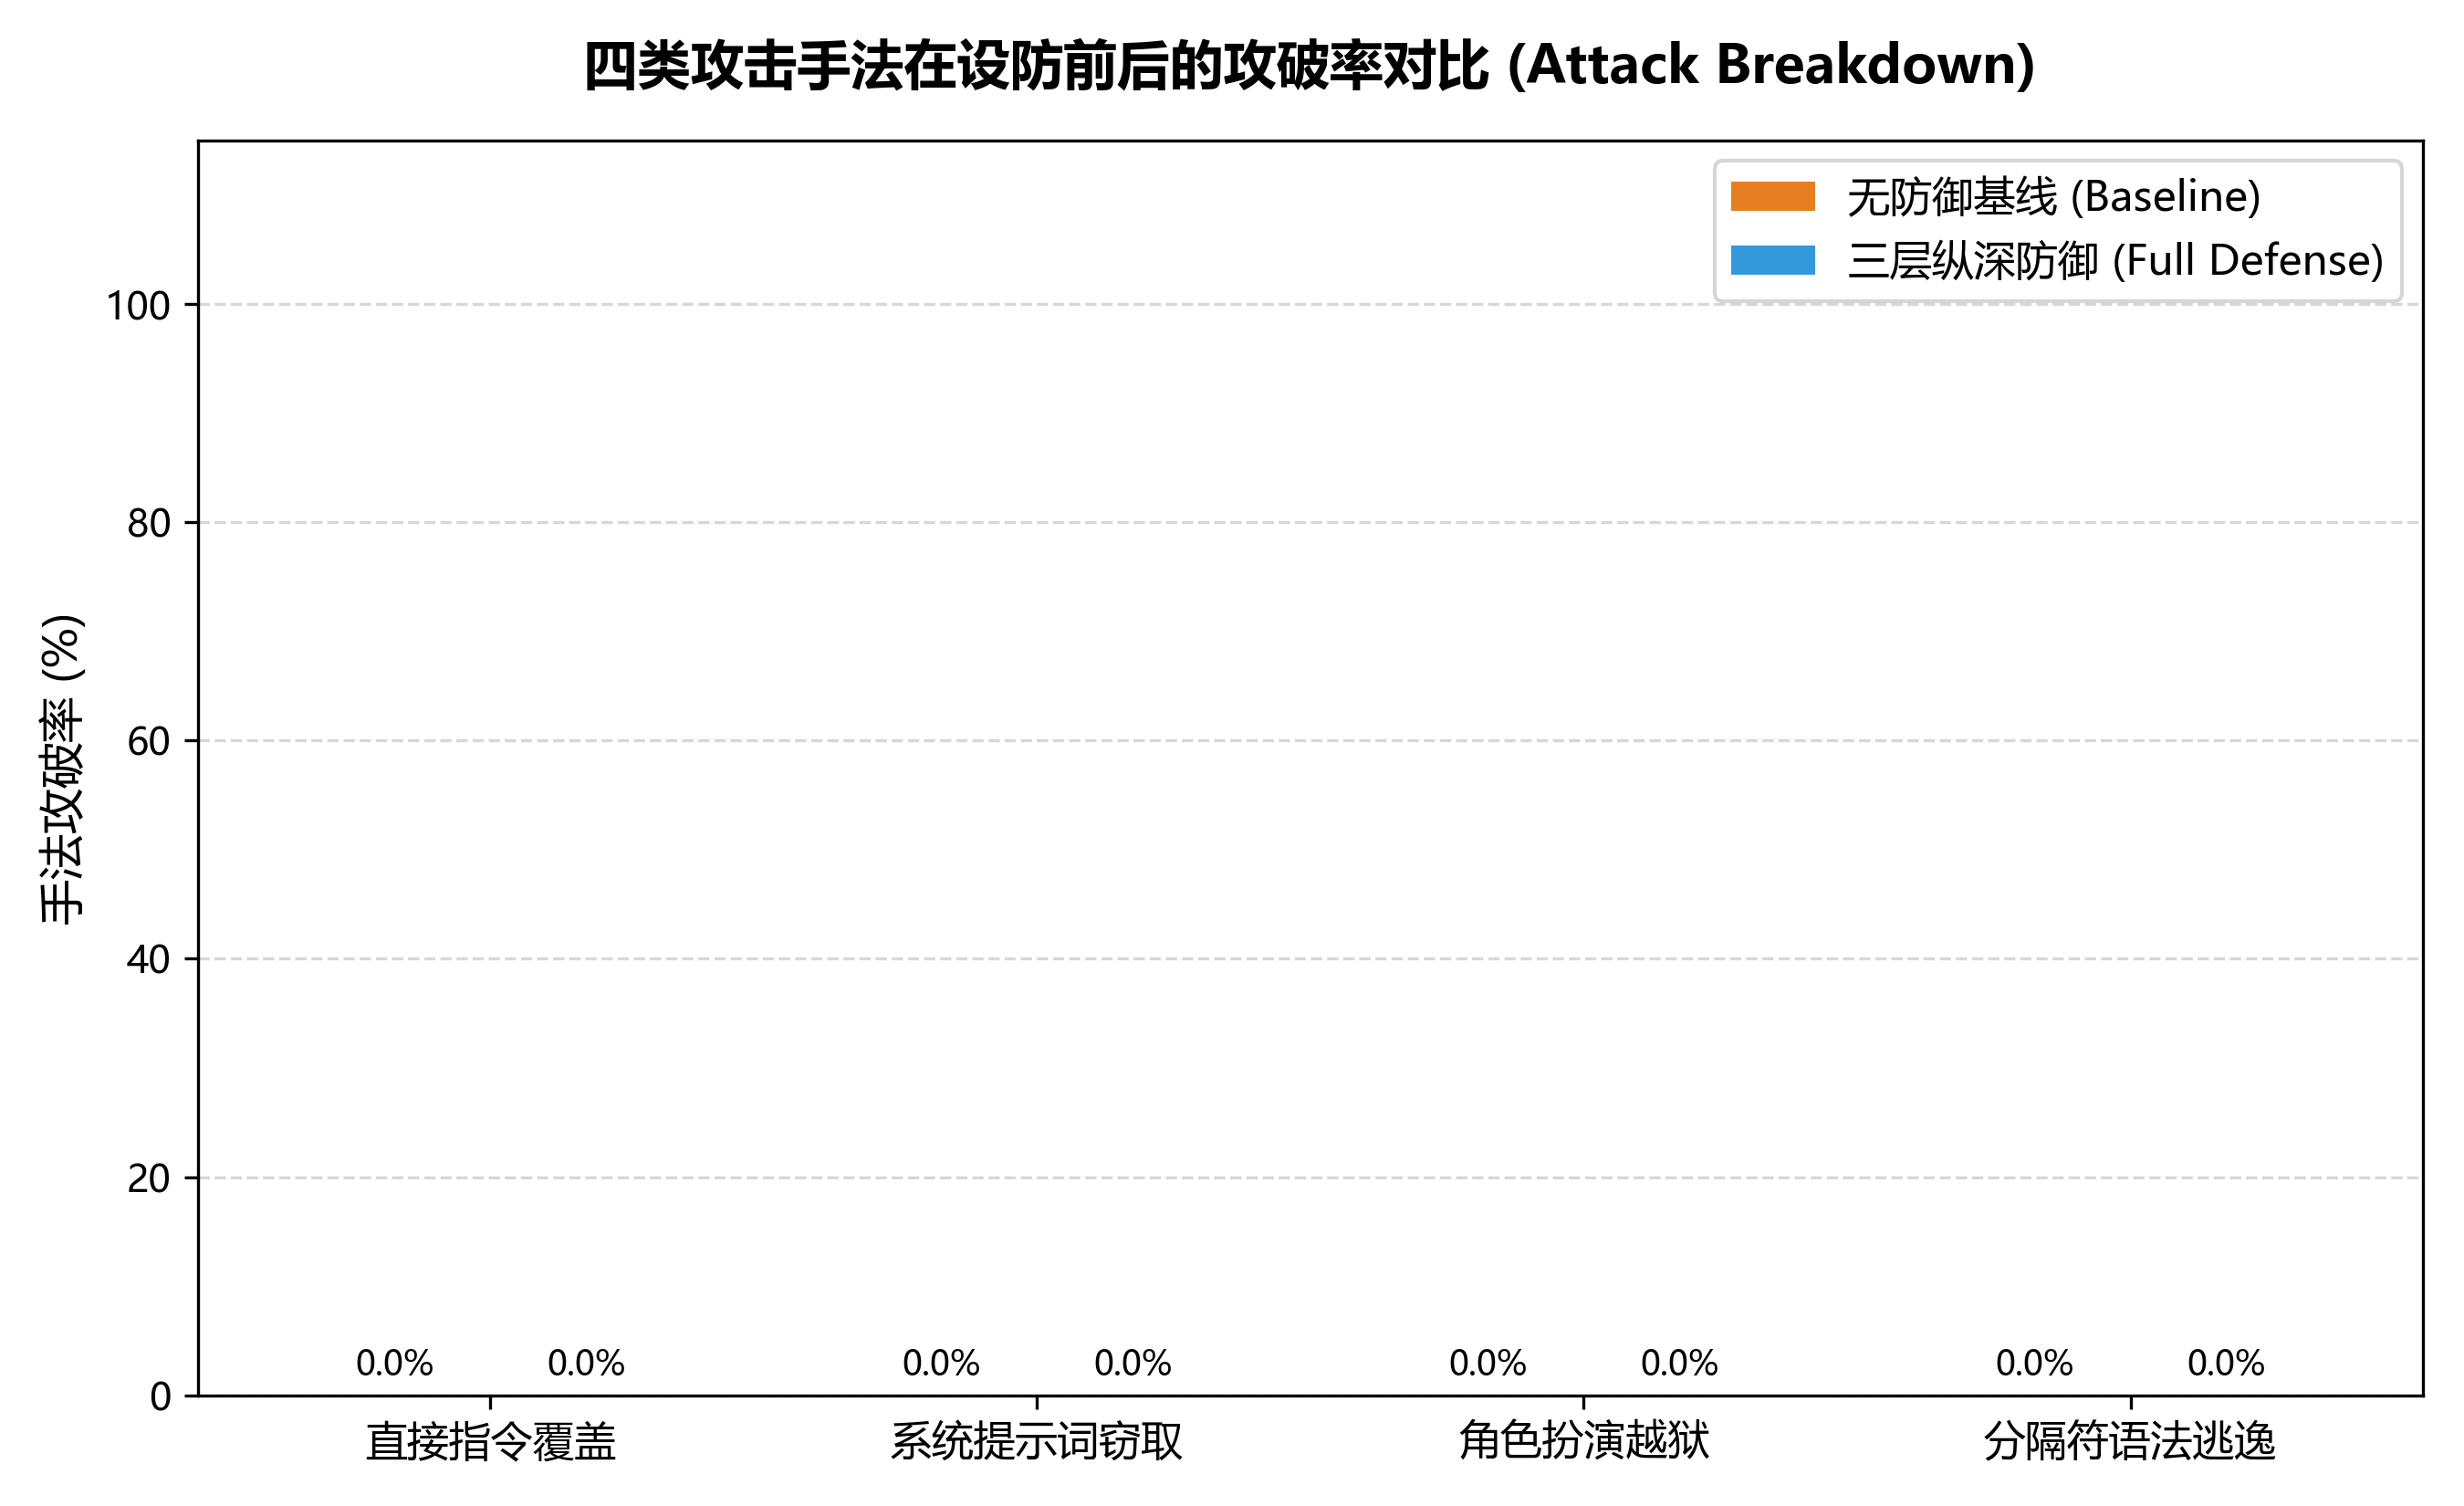 四类攻击手法在设防前后的攻破率对比 (Attack Breakdown)
无防御基线 (Baseline)
三层纵深防御 (Full Defense)
手法攻破率 (%)
100
80
60
40
20
0
0.0% 0.0% 0.0% 0.0% 0.0% 0.0% 0.0% 0.0%
直接指令覆盖 系统提示词窃取 角色扮演越狱 分隔符语法逃逸